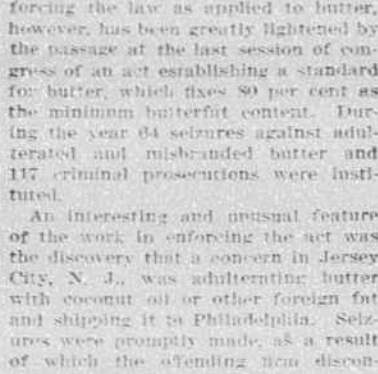 forcing the law as applied to butter,
however, has been greatly lightened by
the passage at the last session of con-
gress of an act establishing a standard
for butter, which fixes 80 per cent as
the minimum butterfat content. Dur-
ing the year 64 seizures against adul-
terated and misbranded butter and
117 criminal prosecutions were insti-
tuted.
An interesting and unusual feature
of the work in enforcing the act was
the discovery that a concern in Jersey
City, N. J., was adulterating butter
with coconut oil or other foreign fat
and shipping it to Philadelphia. Seiz-
ures were promptly made, as a result
of which the offending firm discon-